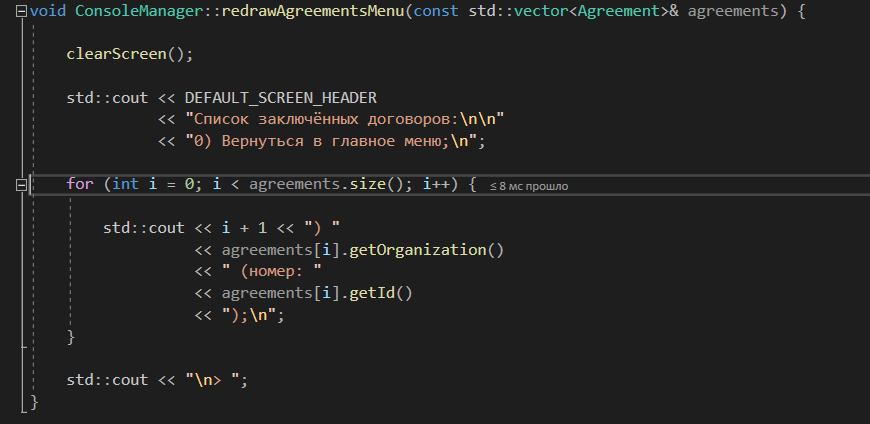 void ConsoleManager::redrawAgreementsMenu(const std::vector<Agreement>& agreements) {
clearScreen();
std::cout << DEFAULT_SCREEN_HEADER
<< "Список заключённых договоров:\n\n"
<< "0) Вернуться в главное меню;\n";
for (int i = 0; i < agreements.size(); i++) { ≤ 8 мс прошло
std::cout << i + 1 << ") "
<< agreements[i].getOrganization()
<< " (номер: "
<< agreements[i].getId()
<< ");\n";
}
std::cout << "\n> ";
}